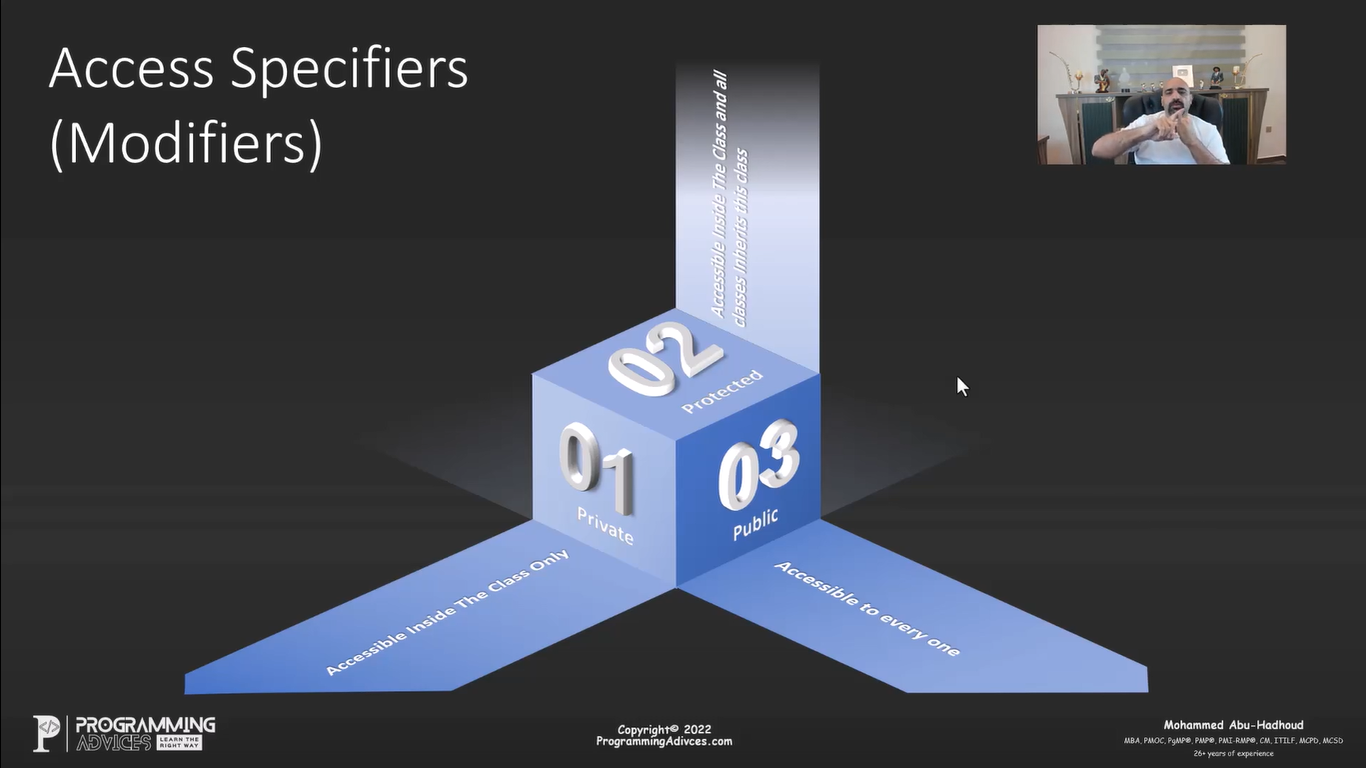 Access Specifiers
(Modifiers)
Accessible Inside The Class and all
classes Inherits this class
02
Protected
01
Private
03
Public
Accessible Inside The Class Only
Accessible to every one
P
PROGRAMMING
ADVICES
LEARN THE
RIGHT WAY
Copyright© 2022
ProgrammingAdivces.com
Mohammed Abu-Hadhoud
MBA, PMOC, PgMP®, PMP®, PMI-RMP®, CM, ITILF, MCPD, MCSD
26+ years of experience